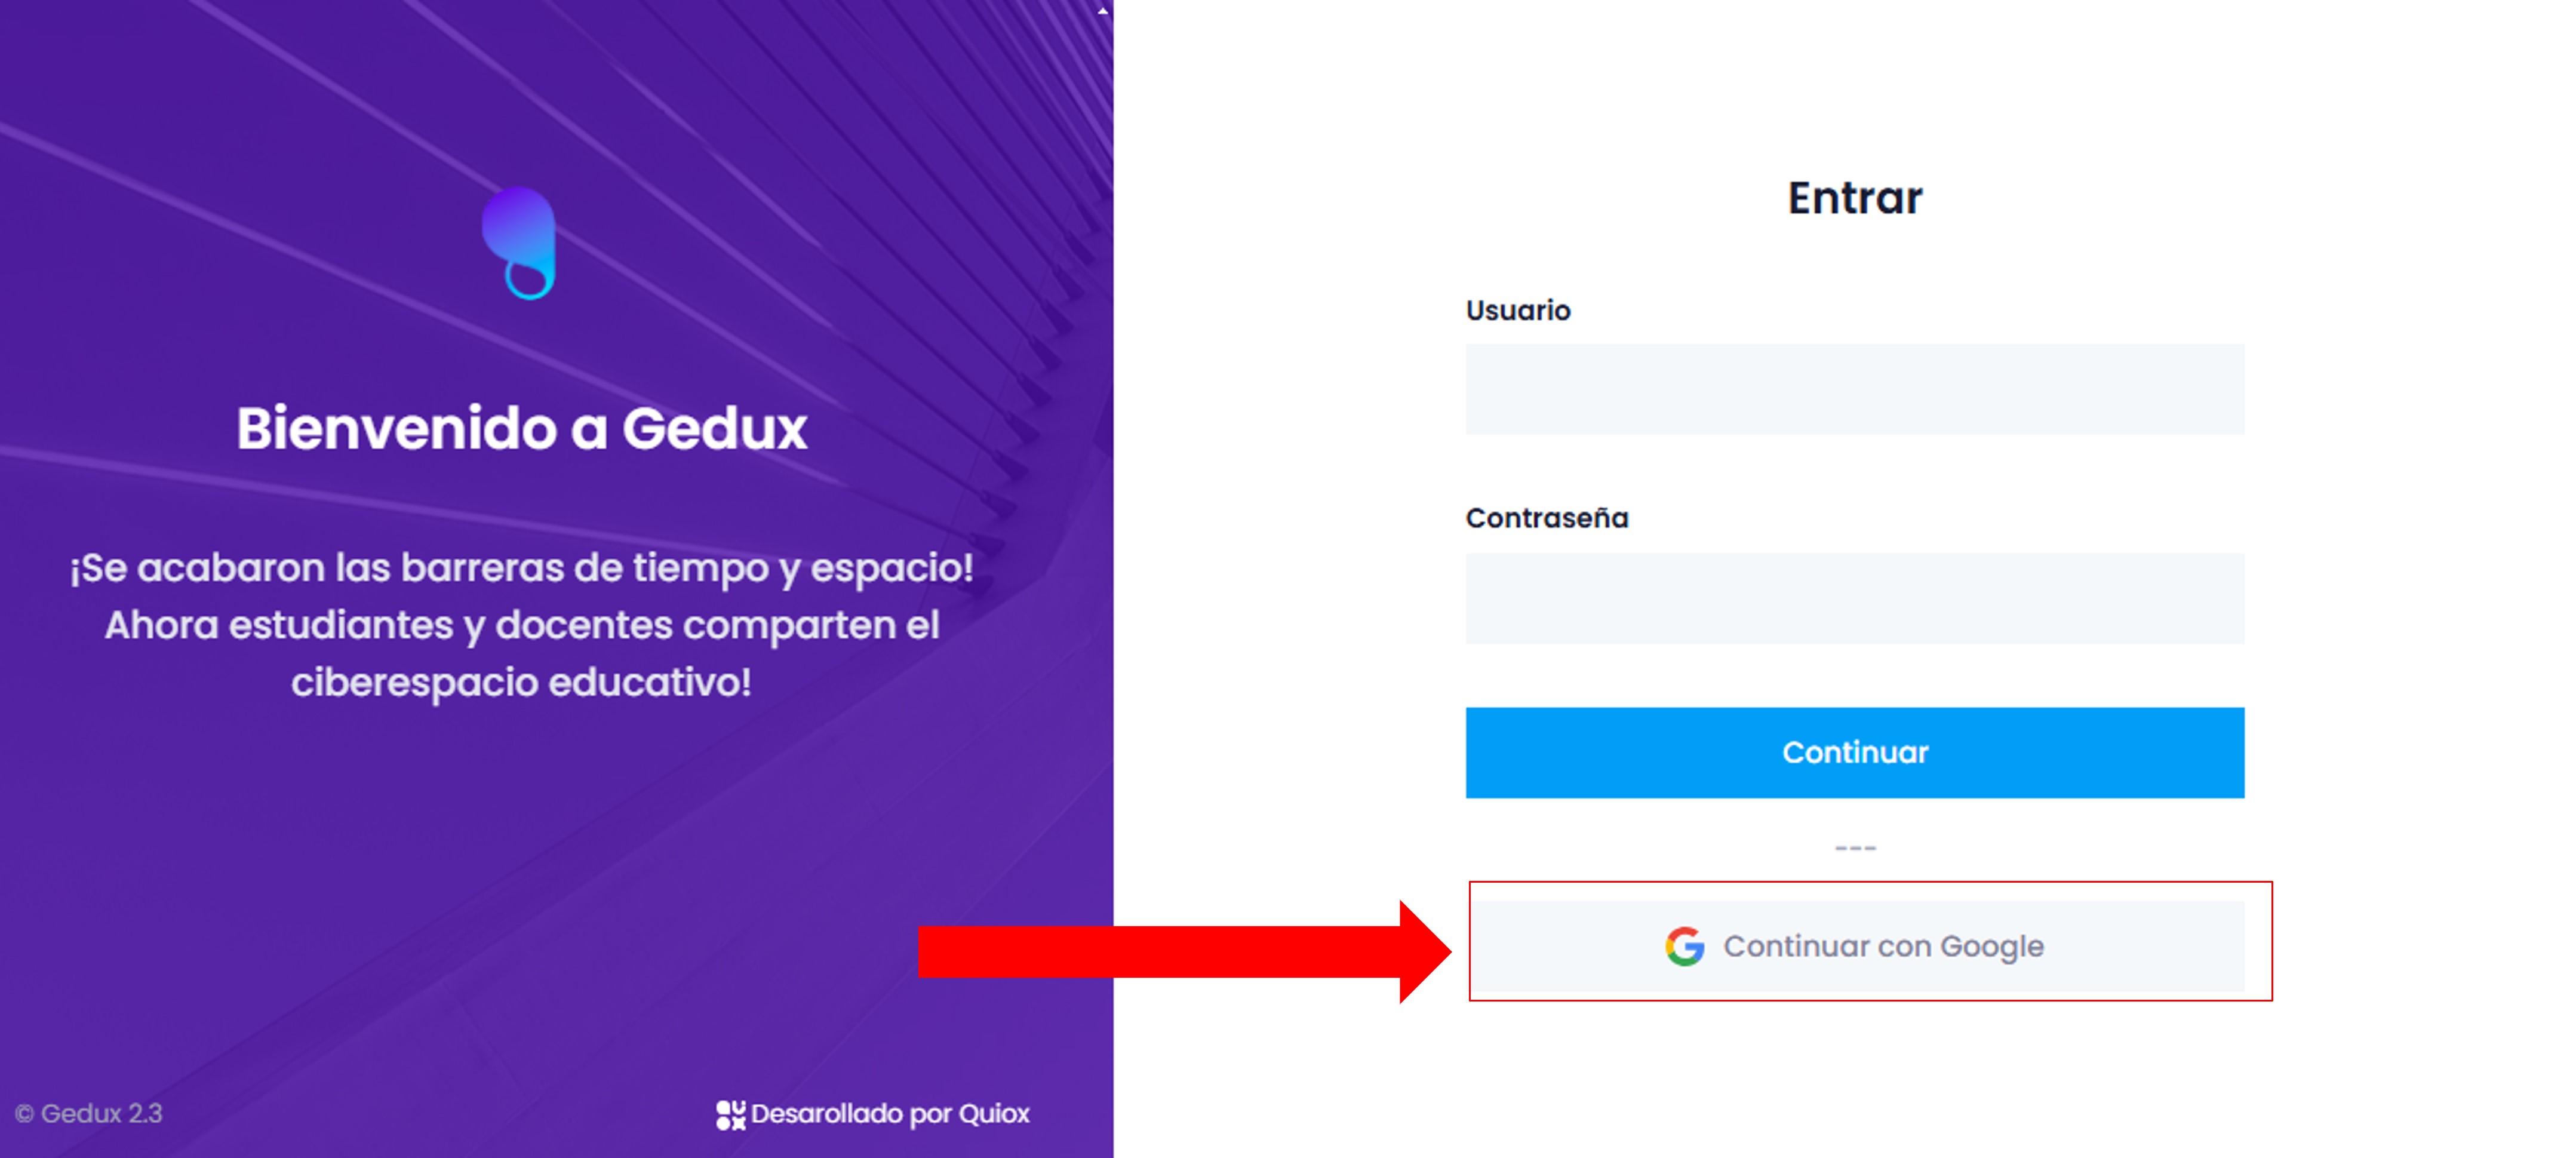 Bienvenido a Gedux
¡Se acabaron las barreras de tiempo y espacio!
Ahora estudiantes y docentes comparten el
ciberespacio educativo!
© Gedux 2.3
Desarollado por Quiox
Entrar
Usuario
Contraseña
Continuar
---
Continuar con Google